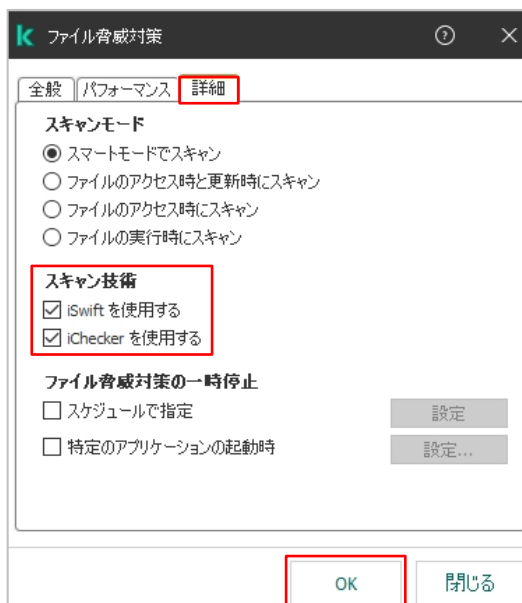 ファイル脅威対策
全般 パフォーマンス 詳細
スキャンモード
スマートモードでスキャン
ファイルのアクセス時と更新時にスキャン
ファイルのアクセス時にスキャン
ファイルの実行時にスキャン
スキャン技術
iSwift を使用する
iChecker を使用する
ファイル脅威対策の一時停止
スケジュールで指定 設定
特定のアプリケーションの起動時 設定...
OK 閉じる